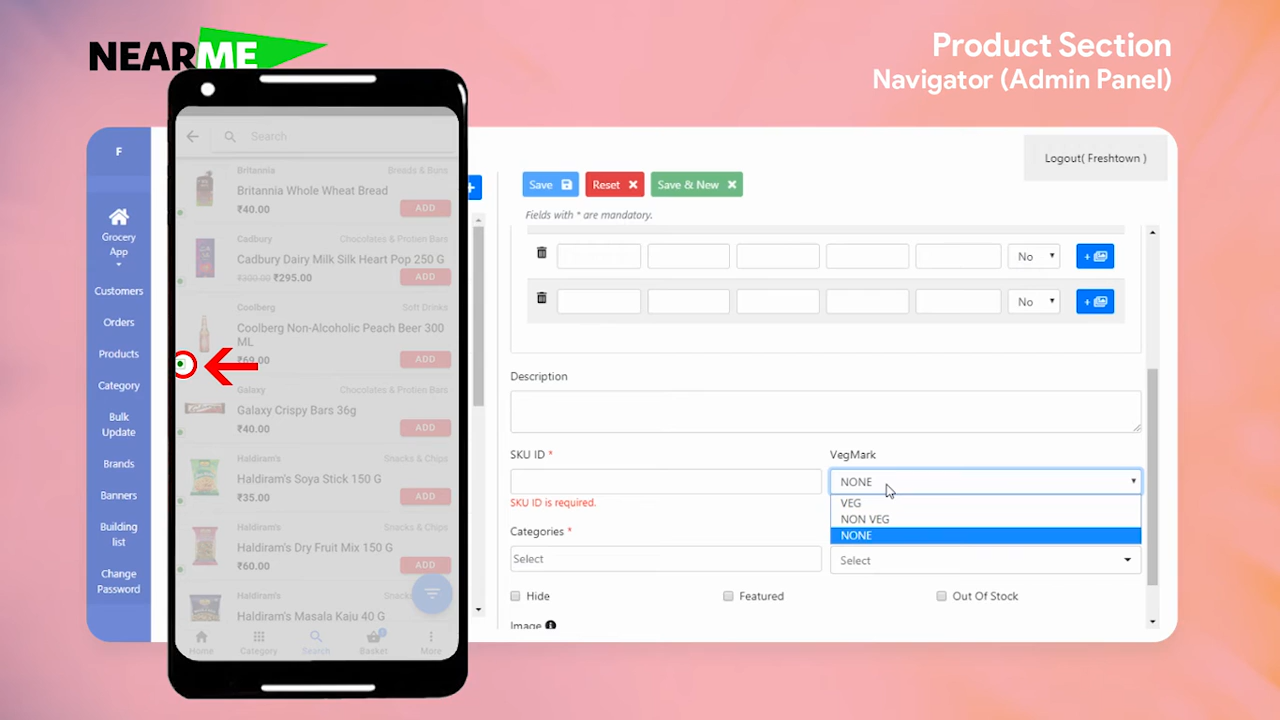 NEARME
Product Section
Navigator (Admin Panel)
F
Grocery
App
Customers
Orders
Products
Category
Bulk
Update
Brands
Banners
Building
list
Change
Password
Search
Britannia Breads & Buns
Britannia Whole Wheat Bread
₹40.00 ADD
Cadbury Chocolates & Protien Bars
Cadbury Dairy Milk Silk Heart Pop 250 G
₹300.00 ₹295.00 ADD
Coolberg Soft Drinks
Coolberg Non-Alcoholic Peach Beer 300
ML
₹69.00 ADD
Galaxy Chocolates & Protien Bars
Galaxy Crispy Bars 36g
₹40.00 ADD
Haldiram's Snacks & Chips
Haldiram's Soya Stick 150 G
₹35.00 ADD
Haldiram's Snacks & Chips
Haldiram's Dry Fruit Mix 150 G
₹60.00 ADD
Haldiram's
Haldiram's Masala Kaju 40 G
Home Category Search Basket More
Logout( Freshtown )
Save Reset Save & New
Fields with * are mandatory.
No
No
Description
SKU ID * VegMark
NONE
SKU ID is required.
VEG
NON VEG
NONE
Categories *
Select Select
Hide Featured Out Of Stock
Image